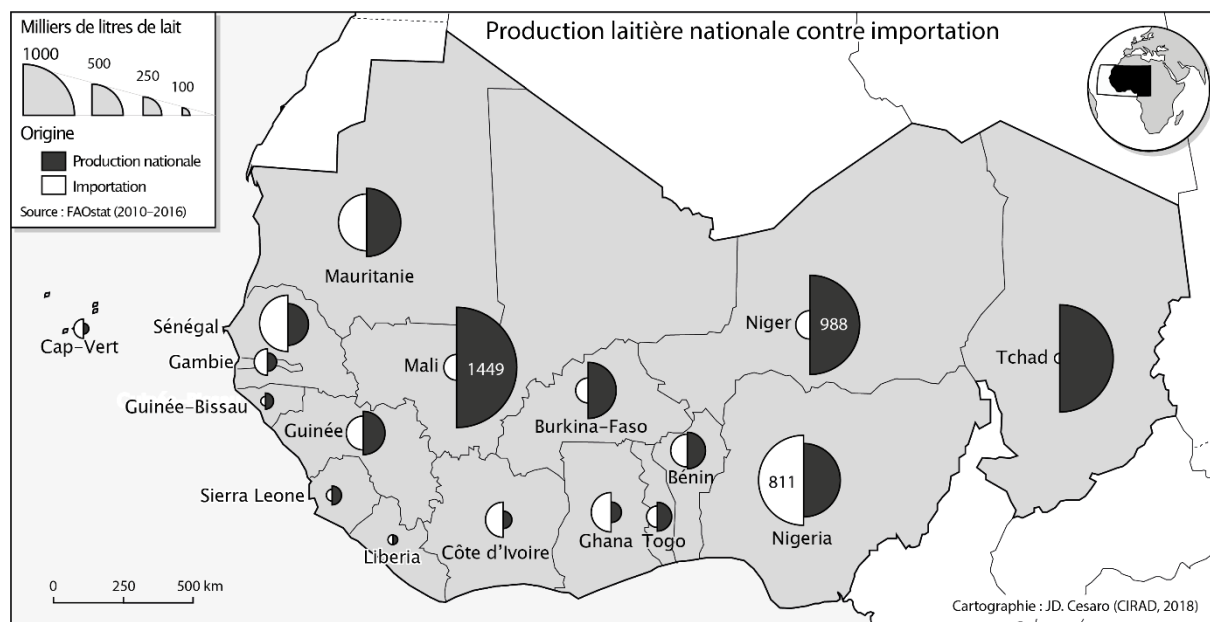 Production laitière nationale contre importation
Milliers de litres de lait
1000
500
250
100
Origine
Production nationale
Importation
Source : FAOstat (2010–2016)
Mauritanie
Cap–Vert
Sénégal
Gambie
Guinée–Bissau
Guinée
Sierra Leone
Liberia
Mali
1449
Burkina–Faso
Côte d'Ivoire
Ghana
Togo
Bénin
Niger
988
Nigeria
811
Tchad
0
250
500 km
Cartographie : JD. Cesaro (CIRAD, 2018)